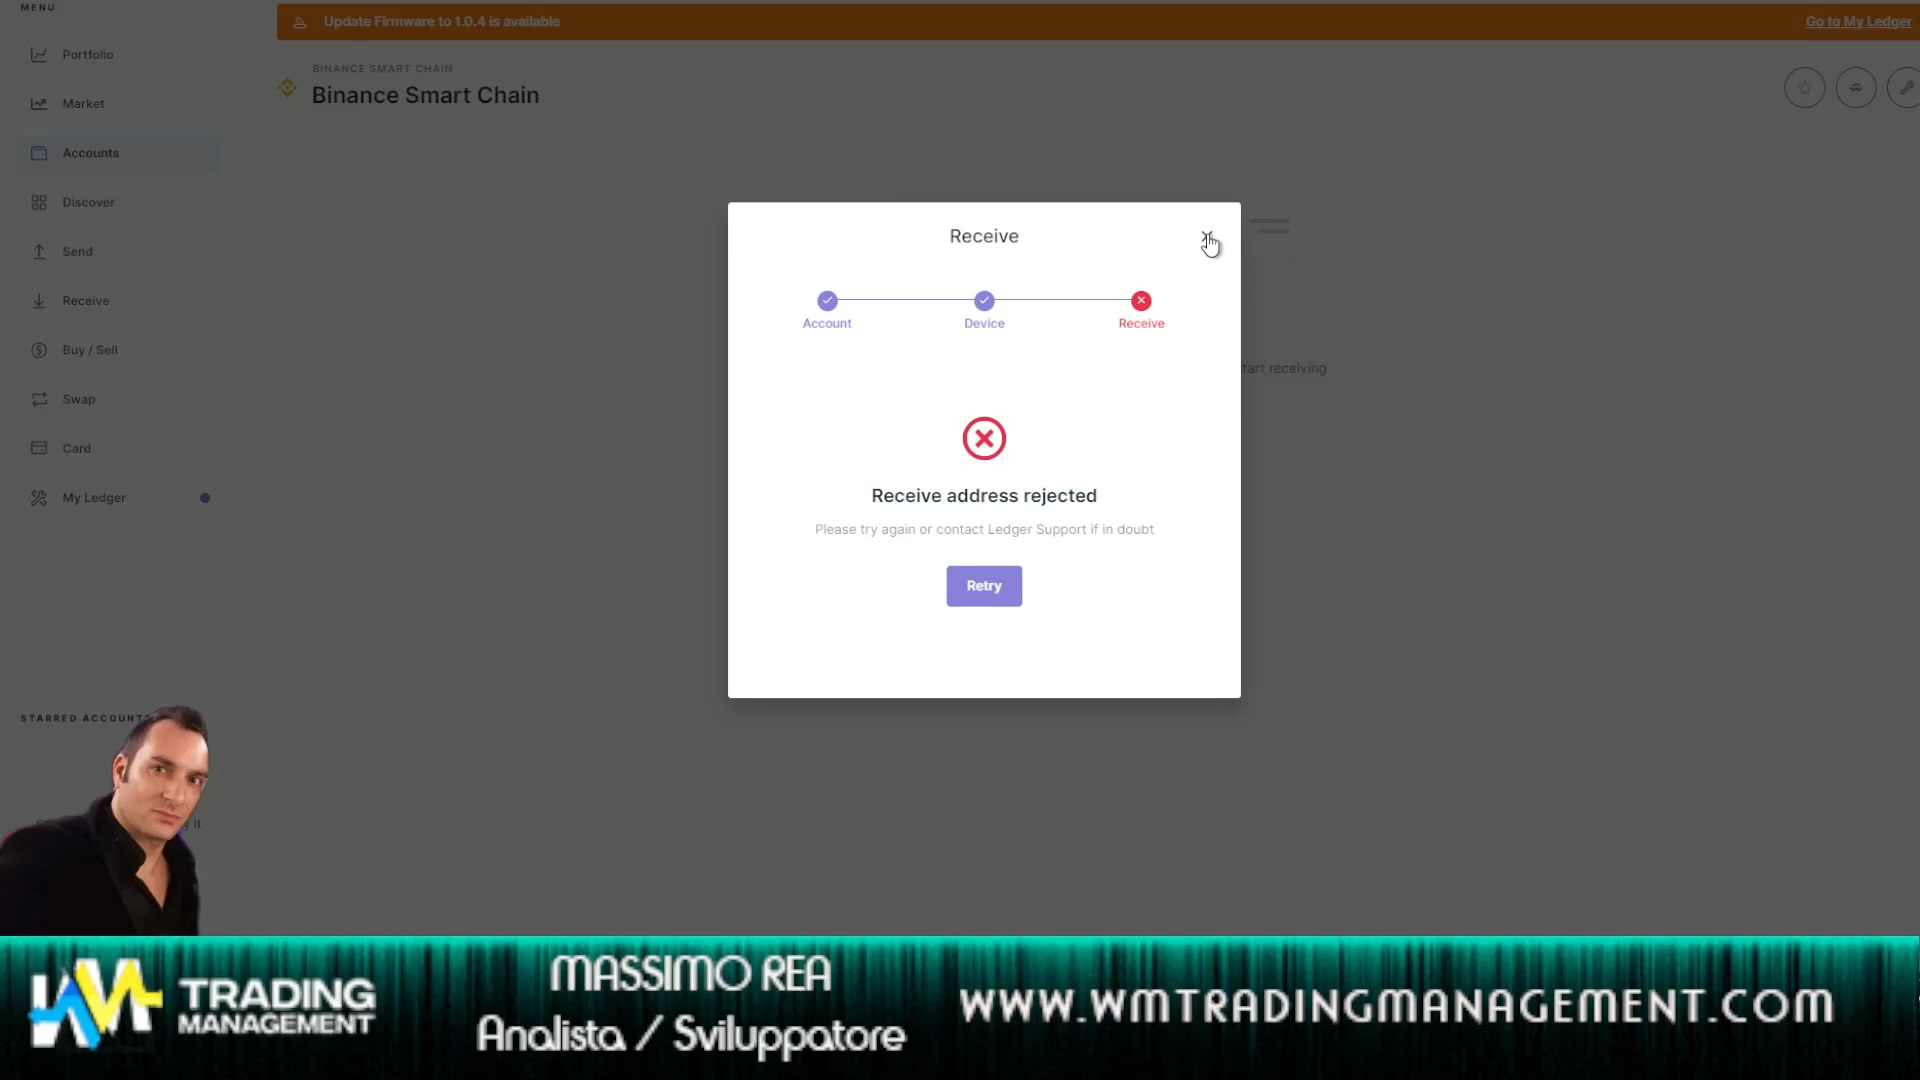 MENU
Update Firmware to 1.0.4 is available
Go to My Ledger
Portfolio
BINANCE SMART CHAIN
Binance Smart Chain
Market
Accounts
Discover
Send
Receive
Buy / Sell
Swap
Card
My Ledger
Receive
Account
Device
Receive
tart receiving
Receive address rejected
Please try again or contact Ledger Support if in doubt
Retry
STARRED ACCOUNTS
y it
TRADING
MANAGEMENT
MASSIMO REA
Analista / Sviluppatore
WWW.WMTRADINGMANAGEMENT.COM